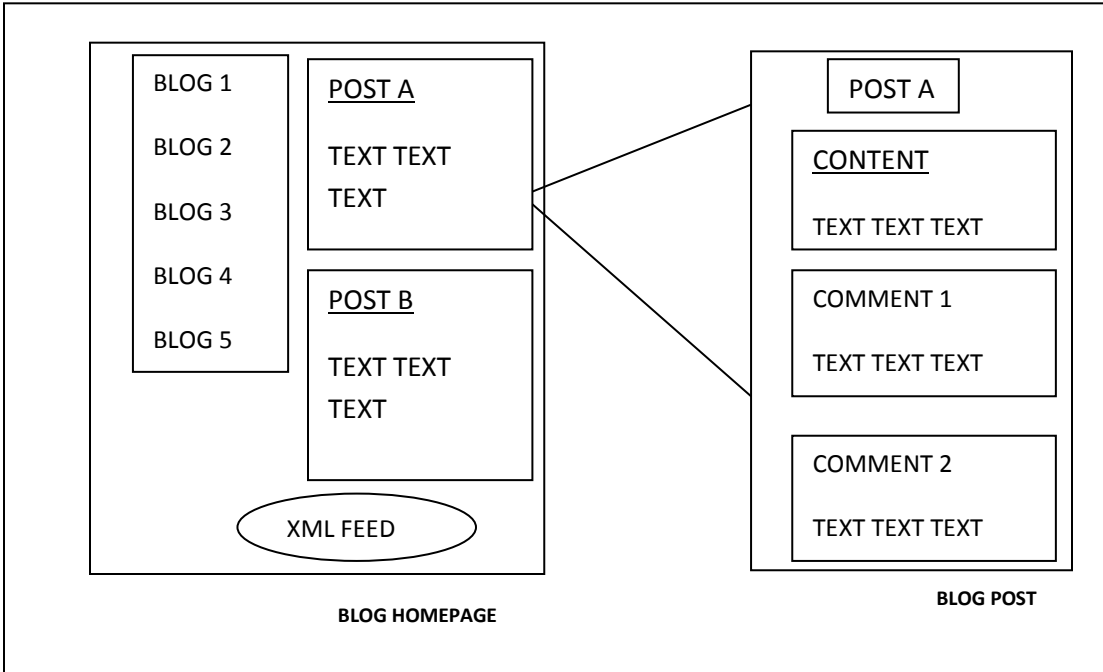 BLOG 1
BLOG 2
BLOG 3
BLOG 4
BLOG 5
POST A
TEXT TEXT
TEXT
POST B
TEXT TEXT
TEXT
XML FEED
BLOG HOMEPAGE
POST A
CONTENT
TEXT TEXT TEXT
COMMENT 1
TEXT TEXT TEXT
COMMENT 2
TEXT TEXT TEXT
BLOG POST